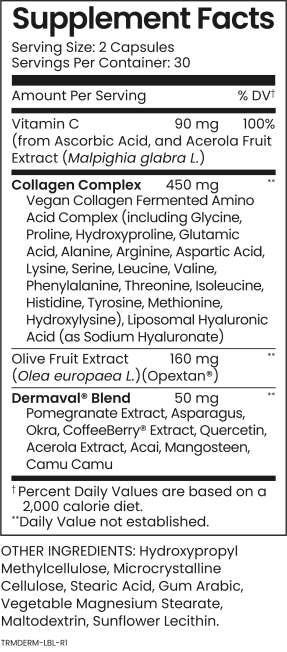 Supplement Facts
Serving Size: 2 Capsules
Servings Per Container: 30
Amount Per Serving % DV†
Vitamin C 90 mg 100%
(from Ascorbic Acid, and Acerola Fruit
Extract (Malpighia glabra L.)
Collagen Complex 450 mg **
Vegan Collagen Fermented Amino
Acid Complex (including Glycine,
Proline, Hydroxyproline, Glutamic
Acid, Alanine, Arginine, Aspartic Acid,
Lysine, Serine, Leucine, Valine,
Phenylalanine, Threonine, Isoleucine,
Histidine, Tyrosine, Methionine,
Hydroxylysine), Liposomal Hyaluronic
Acid (as Sodium Hyaluronate)
Olive Fruit Extract 160 mg **
(Olea europaea L.)(Opextan®)
Dermaval® Blend 50 mg **
Pomegranate Extract, Asparagus,
Okra, CoffeeBerry® Extract, Quercetin,
Acerola Extract, Acai, Mangosteen,
Camu Camu
†Percent Daily Values are based on a
2,000 calorie diet.
**Daily Value not established.
OTHER INGREDIENTS: Hydroxypropyl
Methylcellulose, Microcrystalline
Cellulose, Stearic Acid, Gum Arabic,
Vegetable Magnesium Stearate,
Maltodextrin, Sunflower Lecithin.
TRMDERM-LBL-R1